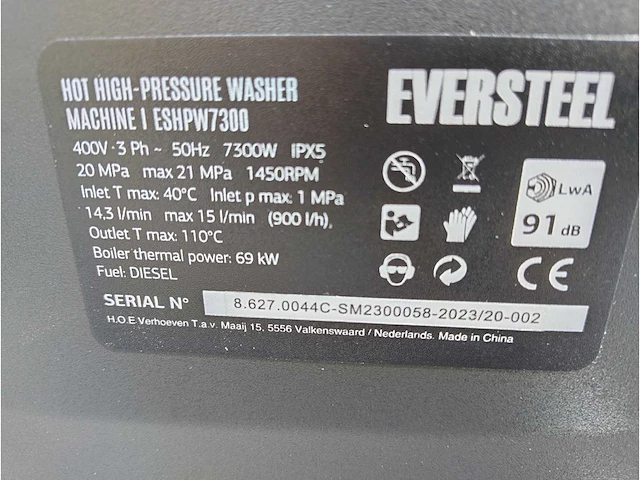 HOT HIGH-PRESSURE WASHER
MACHINE I ESHPW7300
EVERSTEEL
400V-3 Ph ~ 50Hz 7300W IPX5
20 MPa max 21 MPa 1450RPM
Inlet T max: 40°C Inlet p max: 1 MPa
14.3 l/min max 15 l/min (900 l/h),
Outlet T max: 110°C
Boiler thermal power: 69 kW
Fuel: DIESEL
LWA
91 dB
CE
SERIAL N° 8.627.0044C-SM2300058-2023/20-002
H.O.E Verhoeven T.a.v. Maaij 15, 5556 Valkenswaard / Nederlands. Made in China